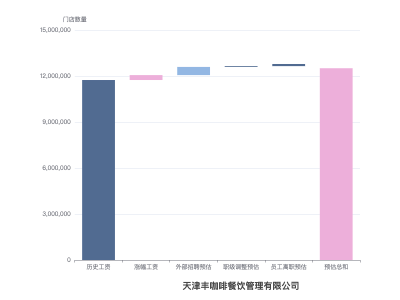 门店数量
15,000,000
12,000,000
9,000,000
6,000,000
3,000,000
0
历史工资 涨幅工资 外部招聘预估 职级调整预估 员工离职预估 预估总和
天津丰咖啡餐饮管理有限公司